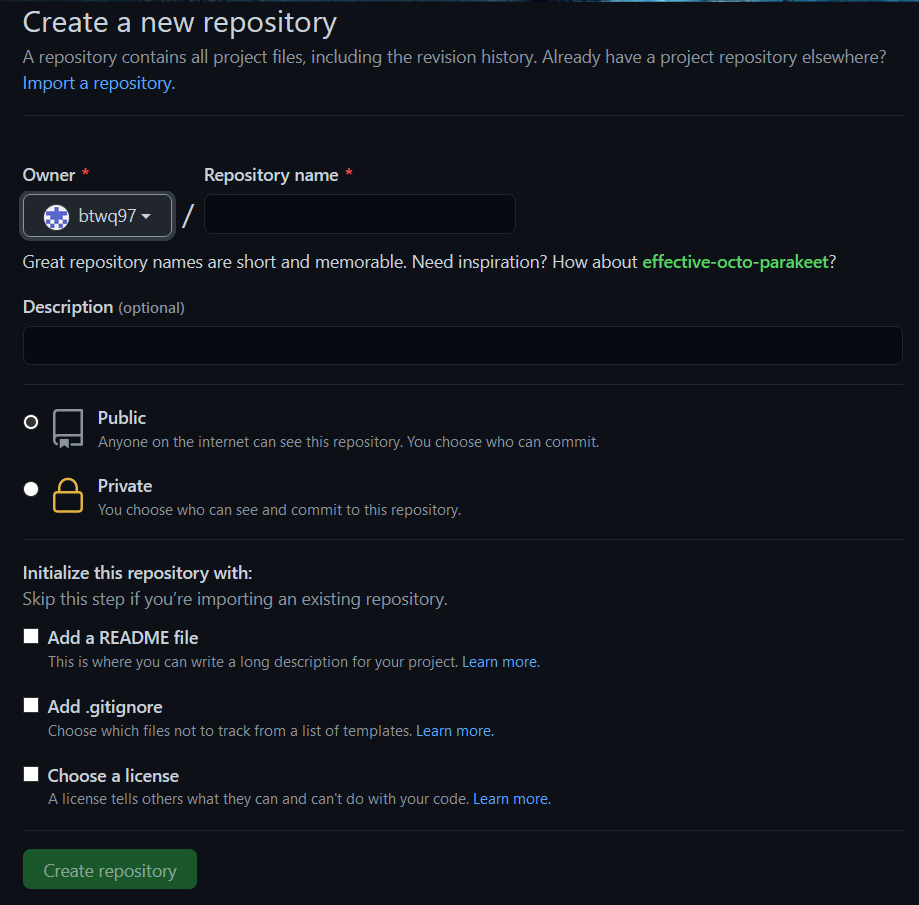 Create a new repository
A repository contains all project files, including the revision history. Already have a project repository elsewhere?
Import a repository.
Owner * Repository name *
btwq97 /
Great repository names are short and memorable. Need inspiration? How about effective-octo-parakeet?
Description (optional)
Public
Anyone on the internet can see this repository. You choose who can commit.
Private
You choose who can see and commit to this repository.
Initialize this repository with:
Skip this step if you’re importing an existing repository.
Add a README file
This is where you can write a long description for your project. Learn more.
Add .gitignore
Choose which files not to track from a list of templates. Learn more.
Choose a license
A license tells others what they can and can't do with your code. Learn more.
Create repository